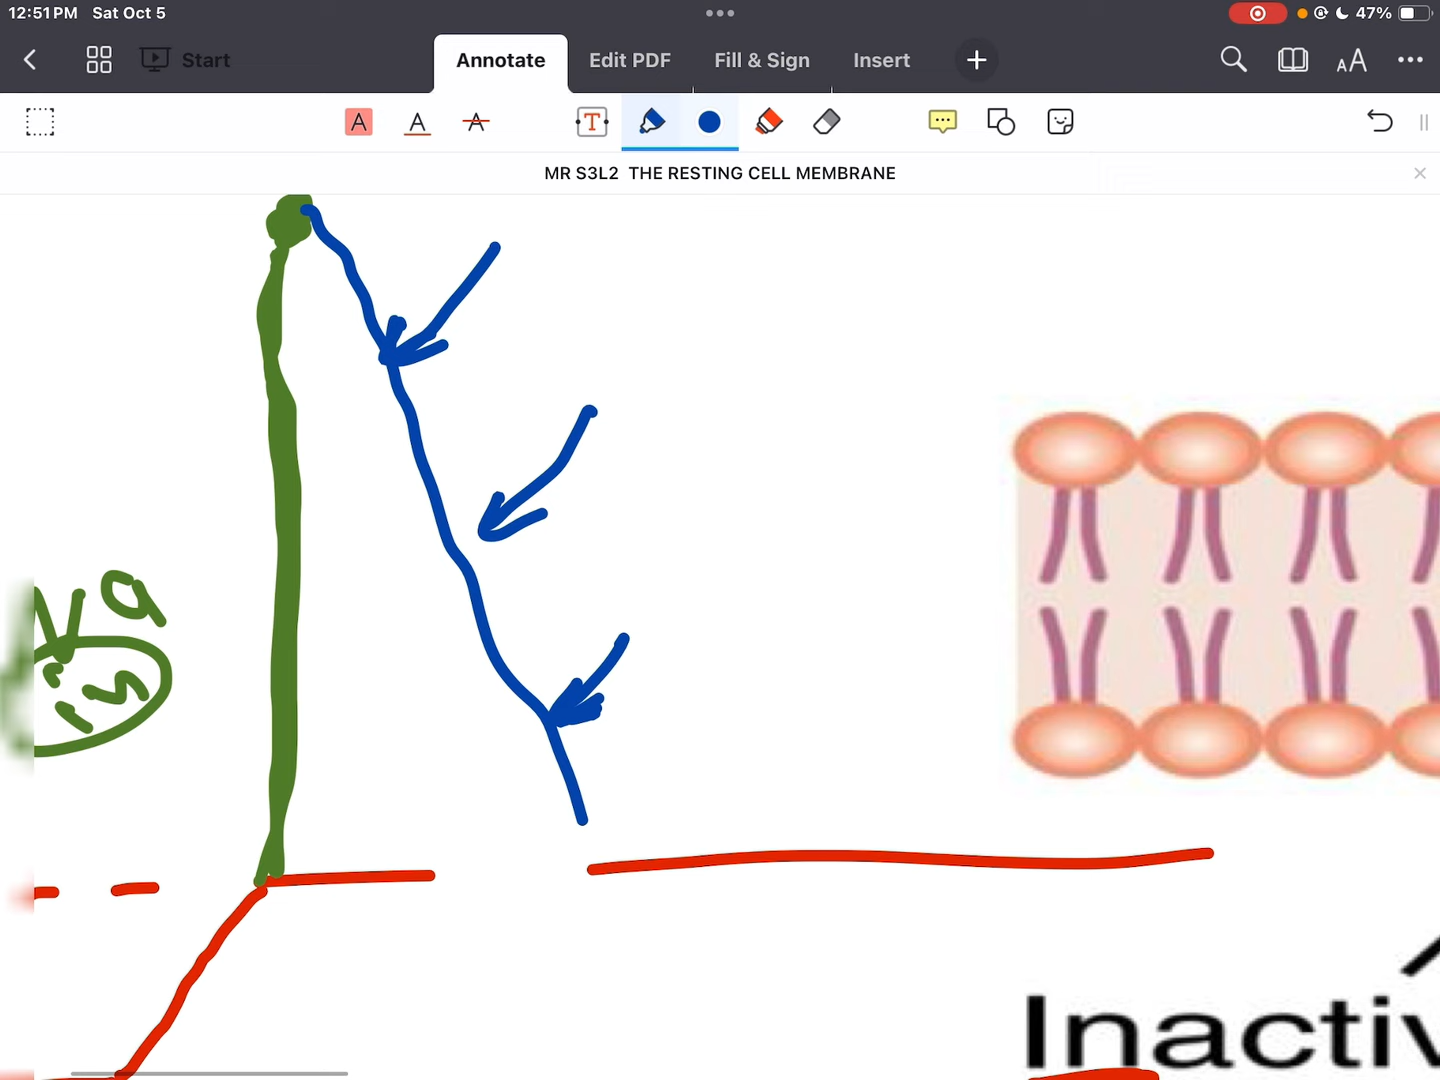 12:51 PM Sat Oct 5
47%
Start
Annotate
Edit PDF
Fill & Sign
Insert
MR S3L2 THE RESTING CELL MEMBRANE
Na
Inactiv